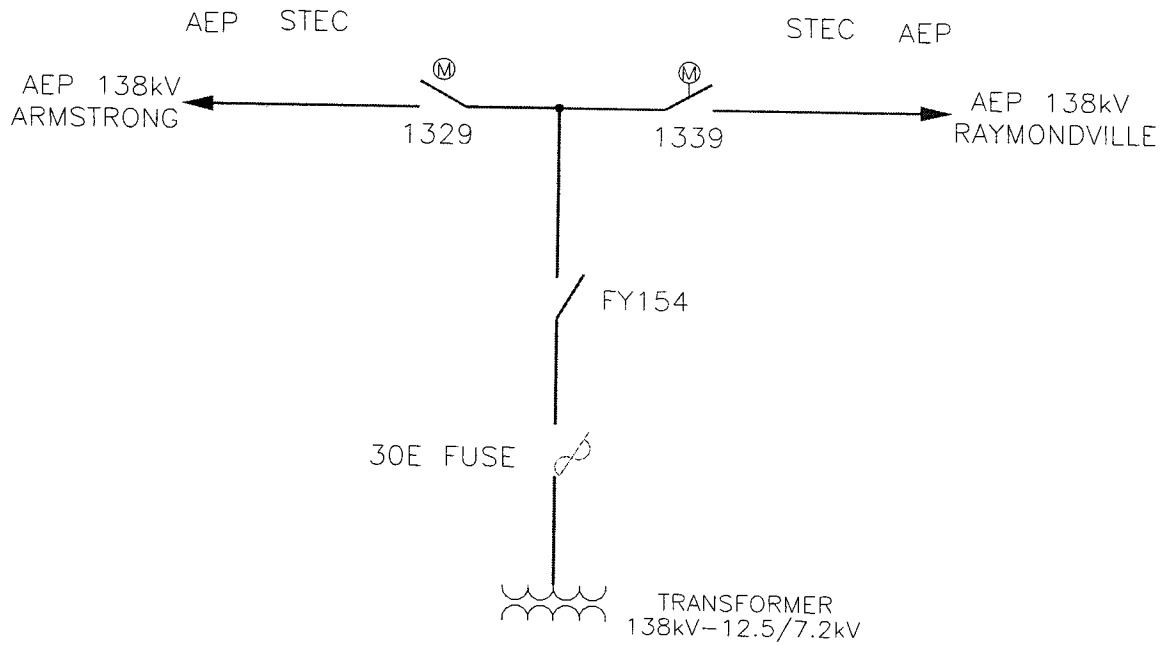 AEP STEC
STEC AEP
AEP 138kV
ARMSTRONG
M
M
AEP 138kV
RAYMONDVILLE
1329
1339
FY154
30E FUSE
TRANSFORMER
138kV-12.5/7.2kV